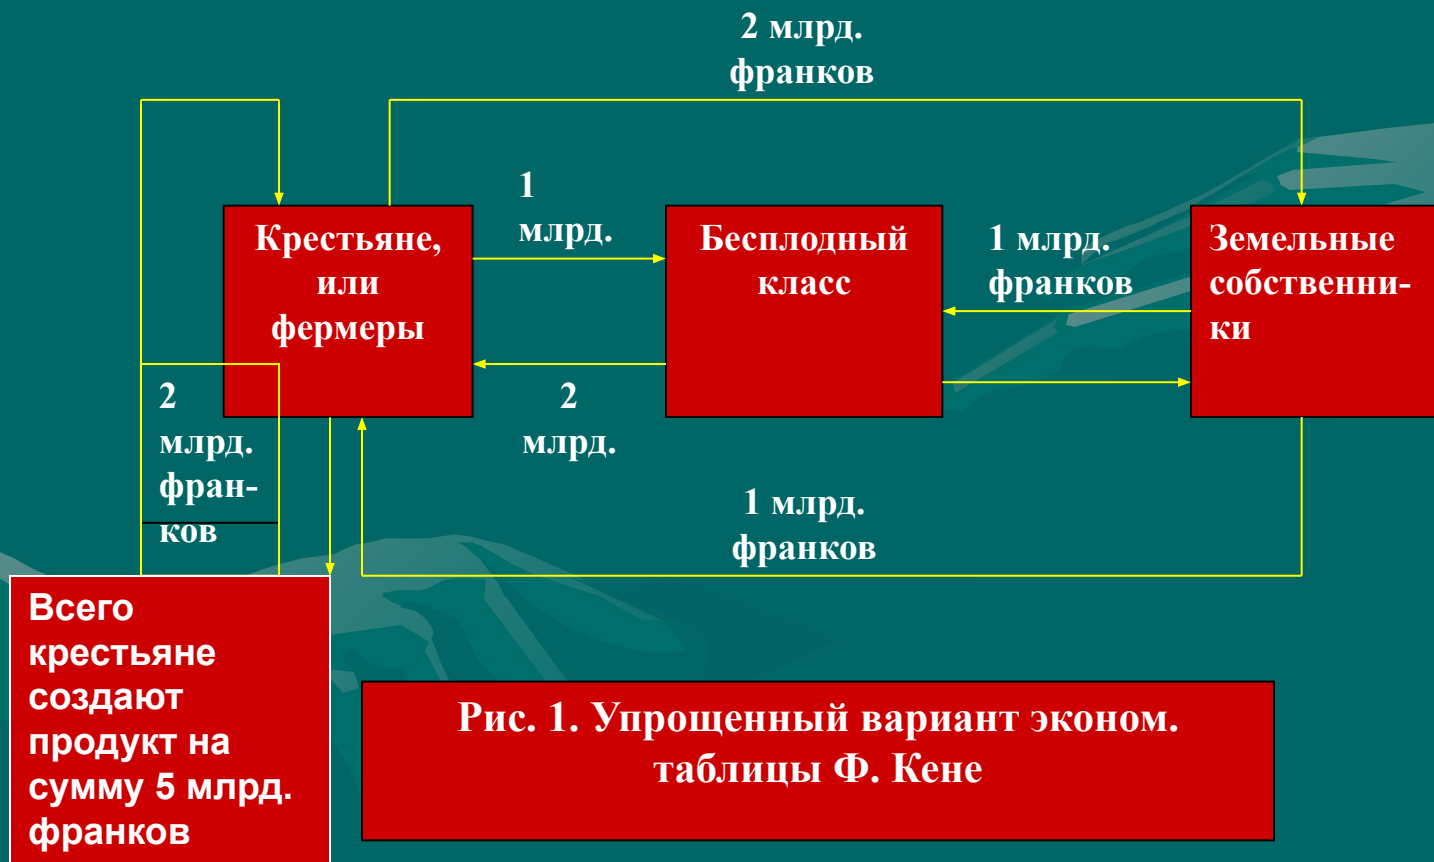 2 млрд.
франков
1
млрд.
Крестьяне,
или
фермеры
Бесплодный
класс
1 млрд.
франков
Земельные
собственни-
ки
2
млрд.
фран-
ков
2
млрд.
1 млрд.
франков
Всего
крестьяне
создают
продукт на
сумму 5 млрд.
франков
Рис. 1. Упрощенный вариант эконом.
таблицы Ф. Кене